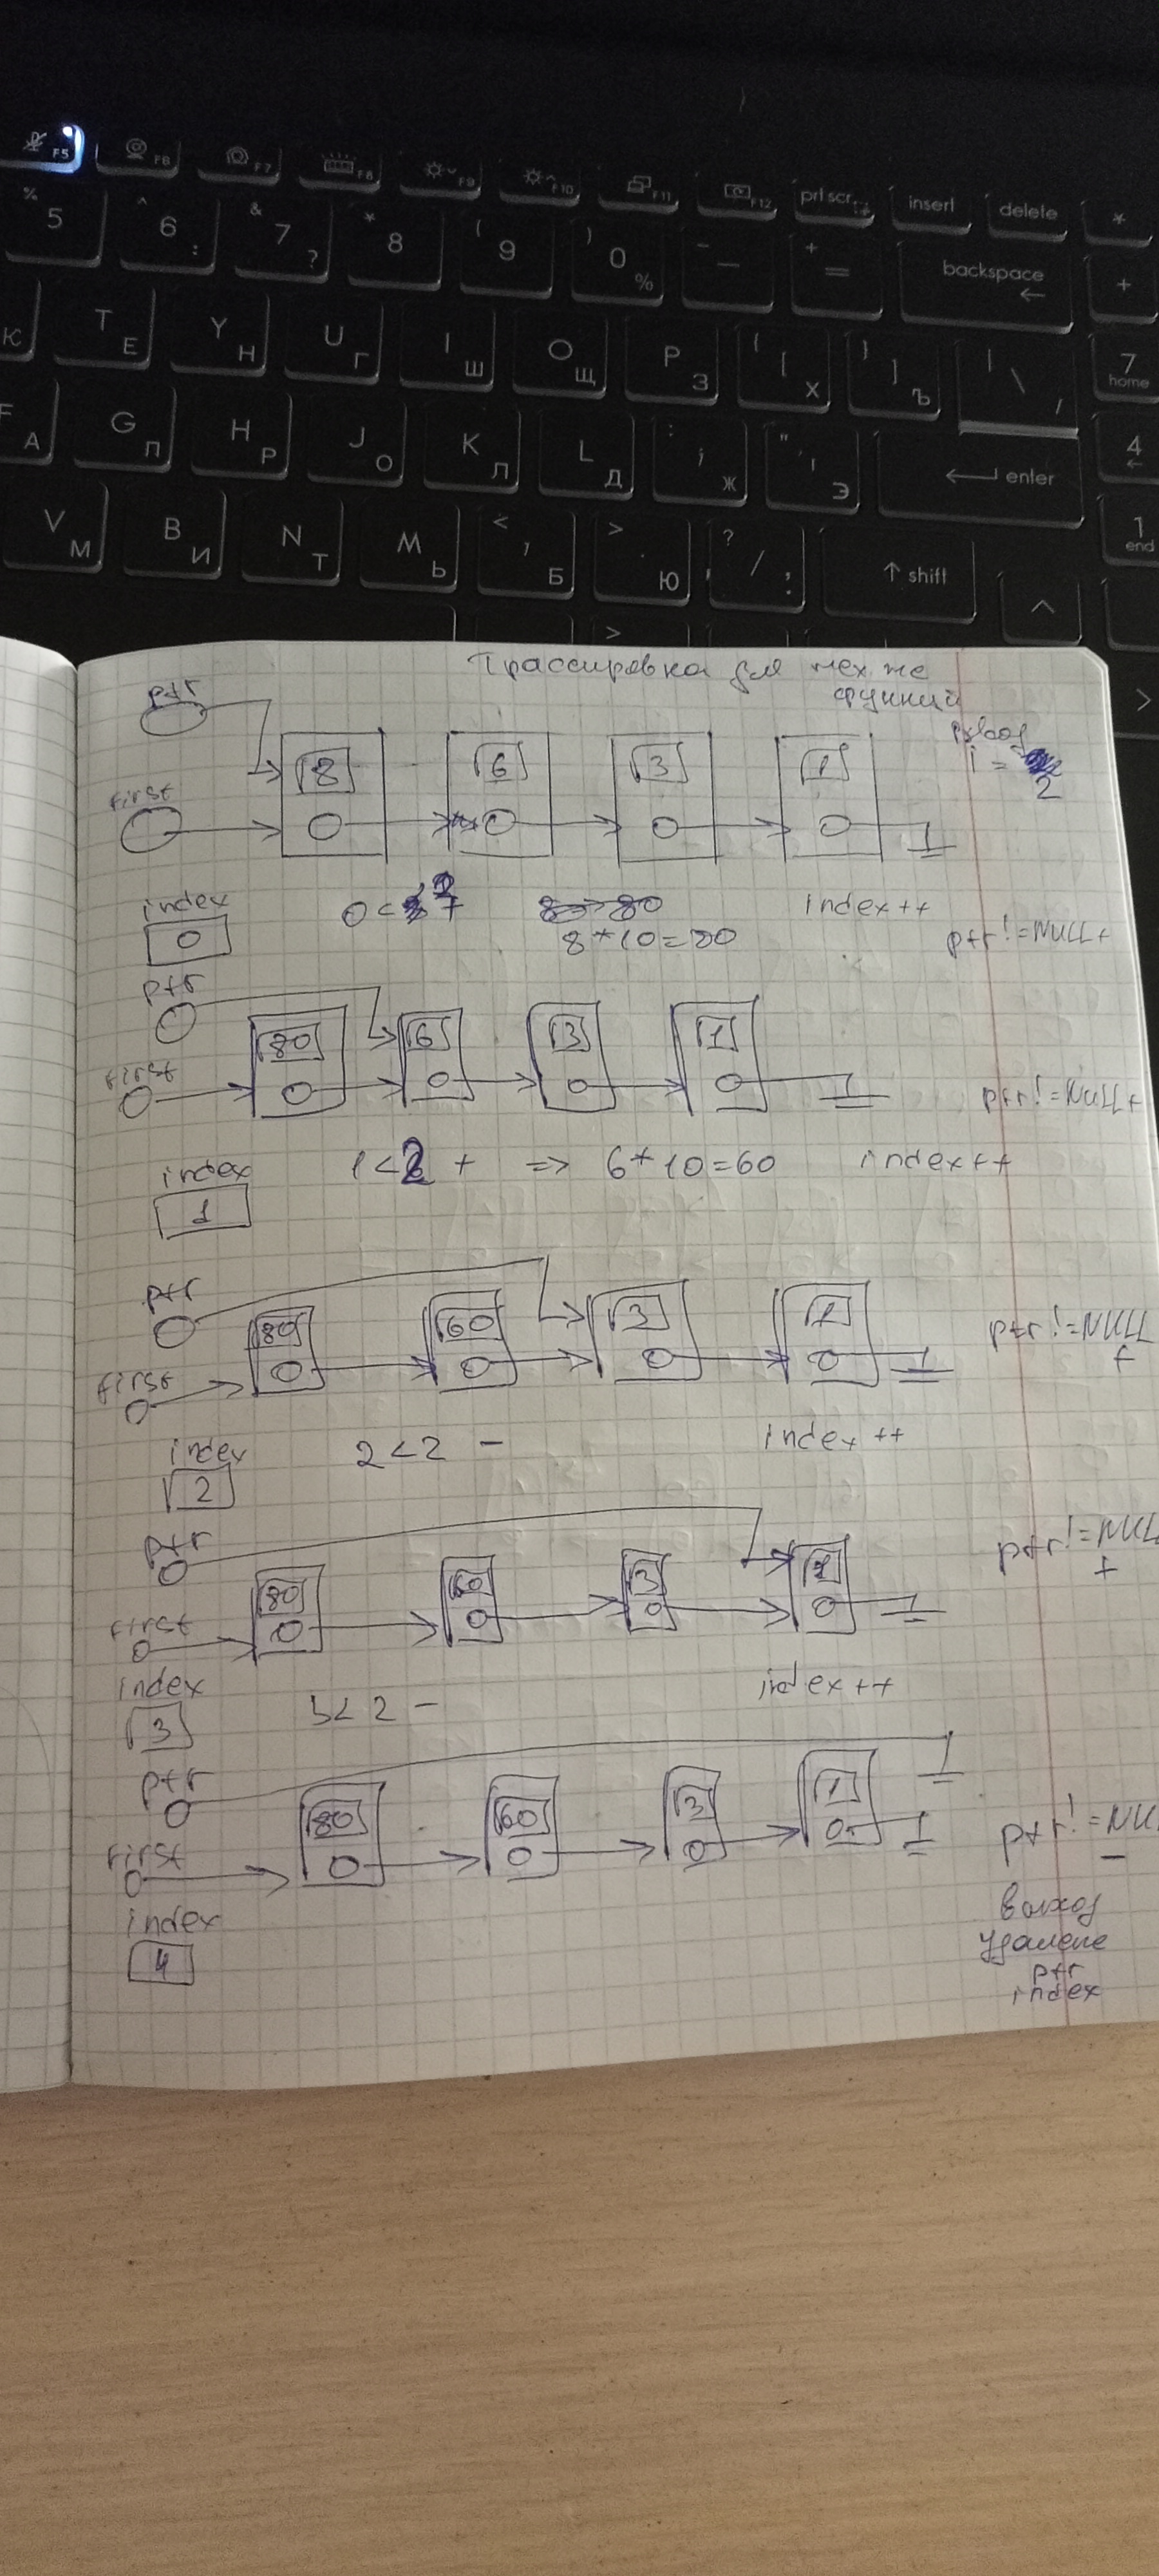 F5 F6 F7 F8 F9 F10 F11 F12 prt scr insert delete *
% 5 ^ 6 : & 7 ? * 8 ( 9 ) 0 % _ — + = backspace ← +
К T Е Y Н U Г I Ш O Щ P З { [ Х } ] Ъ | \ / 7 home
F А G П H Р J О K Л L Д : ; Ж " ' Э ← enter 4 ←
V М B И N Т M Ь < , Б > . Ю ? / ↑ shift 1 end
Трассировка для тех же
функций
ptr
first
8 6 3 1
i =
2
index
0
0 < 2 +
8*10=80
index++
ptr!=NULL+
ptr
first
80 6 3 1
ptr!=NULL+
index
1
1<2 + => 6*10=60 index++
ptr
first
80 60 3 1
ptr!=NULL
+
index
2
2<2 - index++
ptr
first
80 60 3 1
ptr!=NULL
+
index
3
3<2 - index++
ptr
first
80 60 3 1
ptr!=NU
-
index
4
выход
удаление
ptr
index